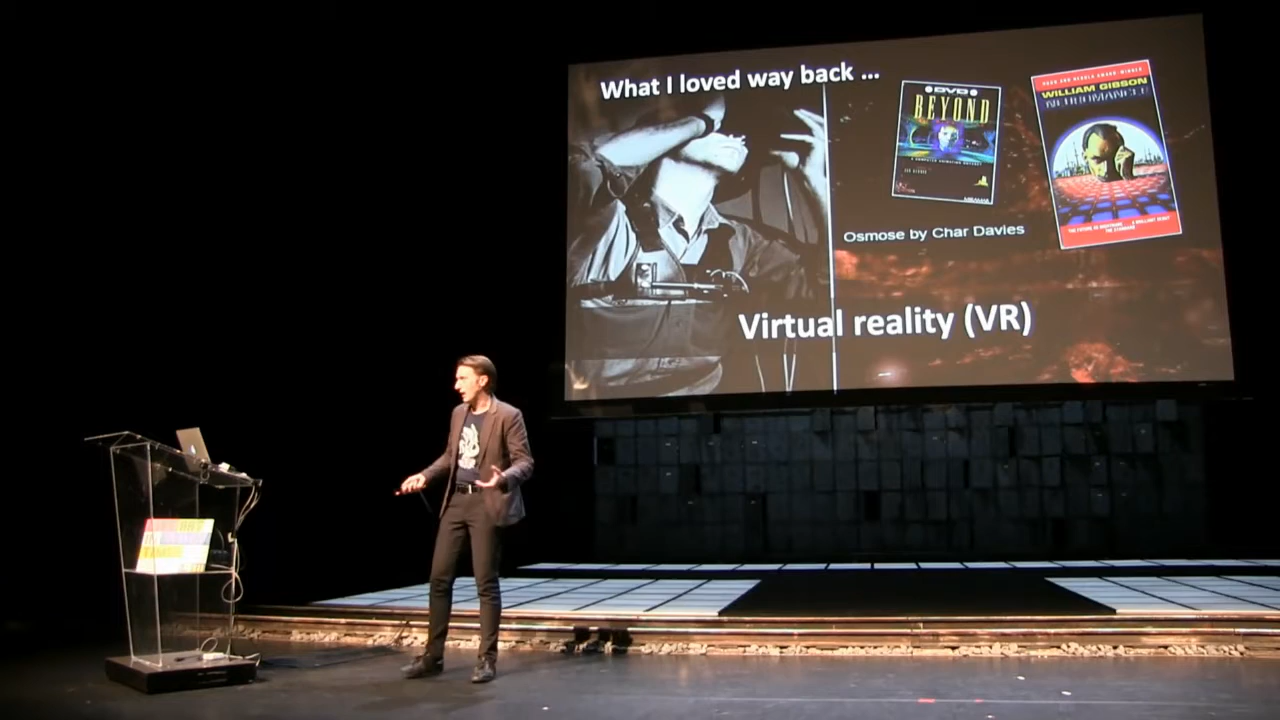 What I loved way back ...
DVD
BEYOND
WILLIAM GIBSON
NEUROMANCER
Osmose by Char Davies
Virtual reality (VR)